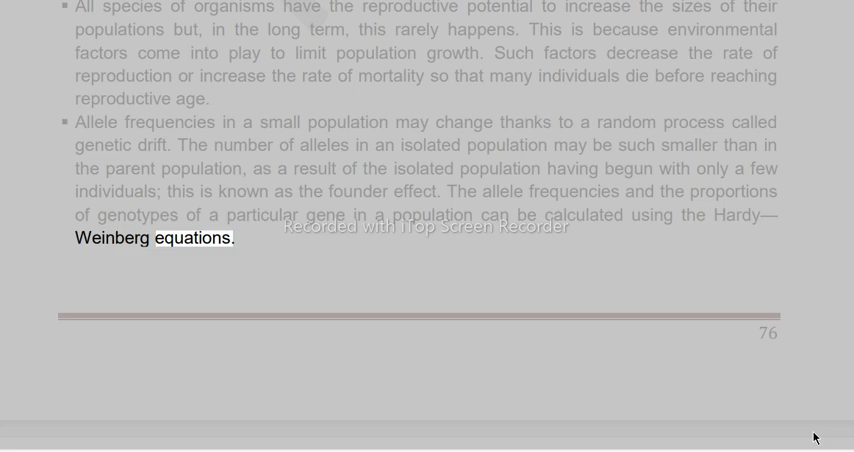 ▪ All species of organisms have the reproductive potential to increase the sizes of their
populations but, in the long term, this rarely happens. This is because environmental
factors come into play to limit population growth. Such factors decrease the rate of
reproduction or increase the rate of mortality so that many individuals die before reaching
reproductive age.
▪ Allele frequencies in a small population may change thanks to a random process called
genetic drift. The number of alleles in an isolated population may be such smaller than in
the parent population, as a result of the isolated population having begun with only a few
individuals; this is known as the founder effect. The allele frequencies and the proportions
of genotypes of a particular gene in a population can be calculated using the Hardy—
Recorded with iTop Screen Recorder
Weinberg equations.
76